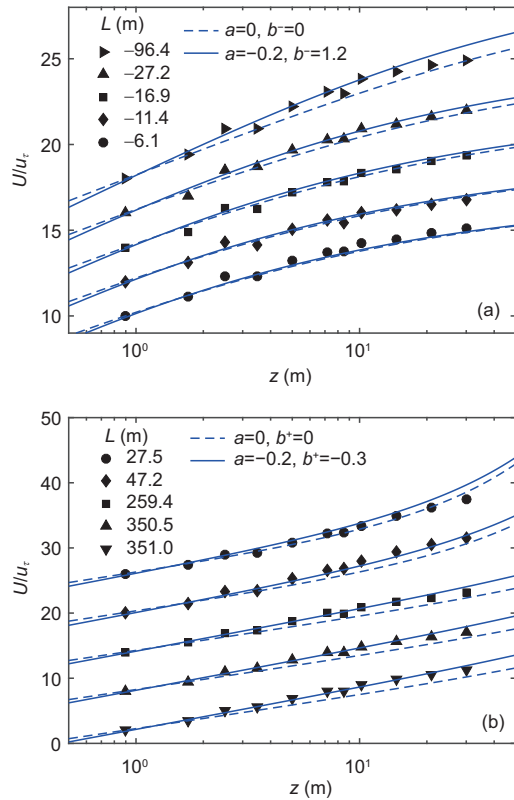 L (m)
−96.4
−27.2
−16.9
−11.4
−6.1
a=0, b⁻=0
a=−0.2, b⁻=1.2
25
20
15
10
U/uτ
10⁰
10¹
z (m)
(a)
L (m)
27.5
47.2
259.4
350.5
351.0
a=0, b⁺=0
a=−0.2, b⁺=−0.3
50
40
30
20
10
0
U/uτ
10⁰
10¹
z (m)
(b)